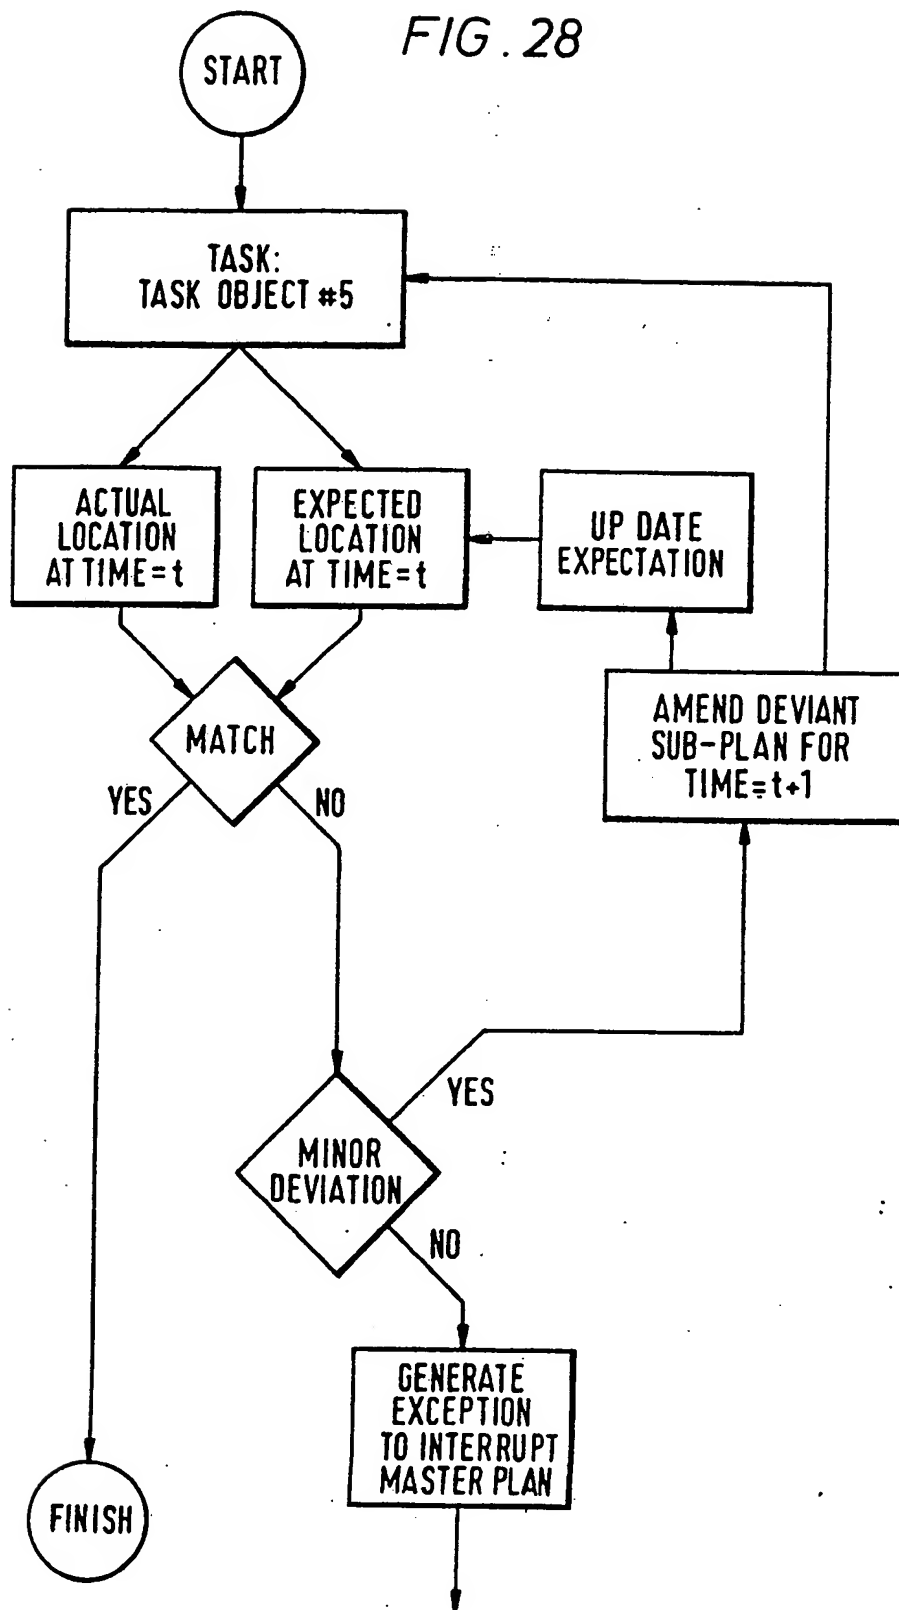 FIG. 28
START
TASK:
TASK OBJECT #5
ACTUAL
LOCATION
AT TIME=t
EXPECTED
LOCATION
AT TIME=t
UP DATE
EXPECTATION
AMEND DEVIANT
SUB-PLAN FOR
TIME=t+1
MATCH
YES
NO
MINOR
DEVIATION
YES
NO
GENERATE
EXCEPTION
TO INTERRUPT
MASTER PLAN
FINISH